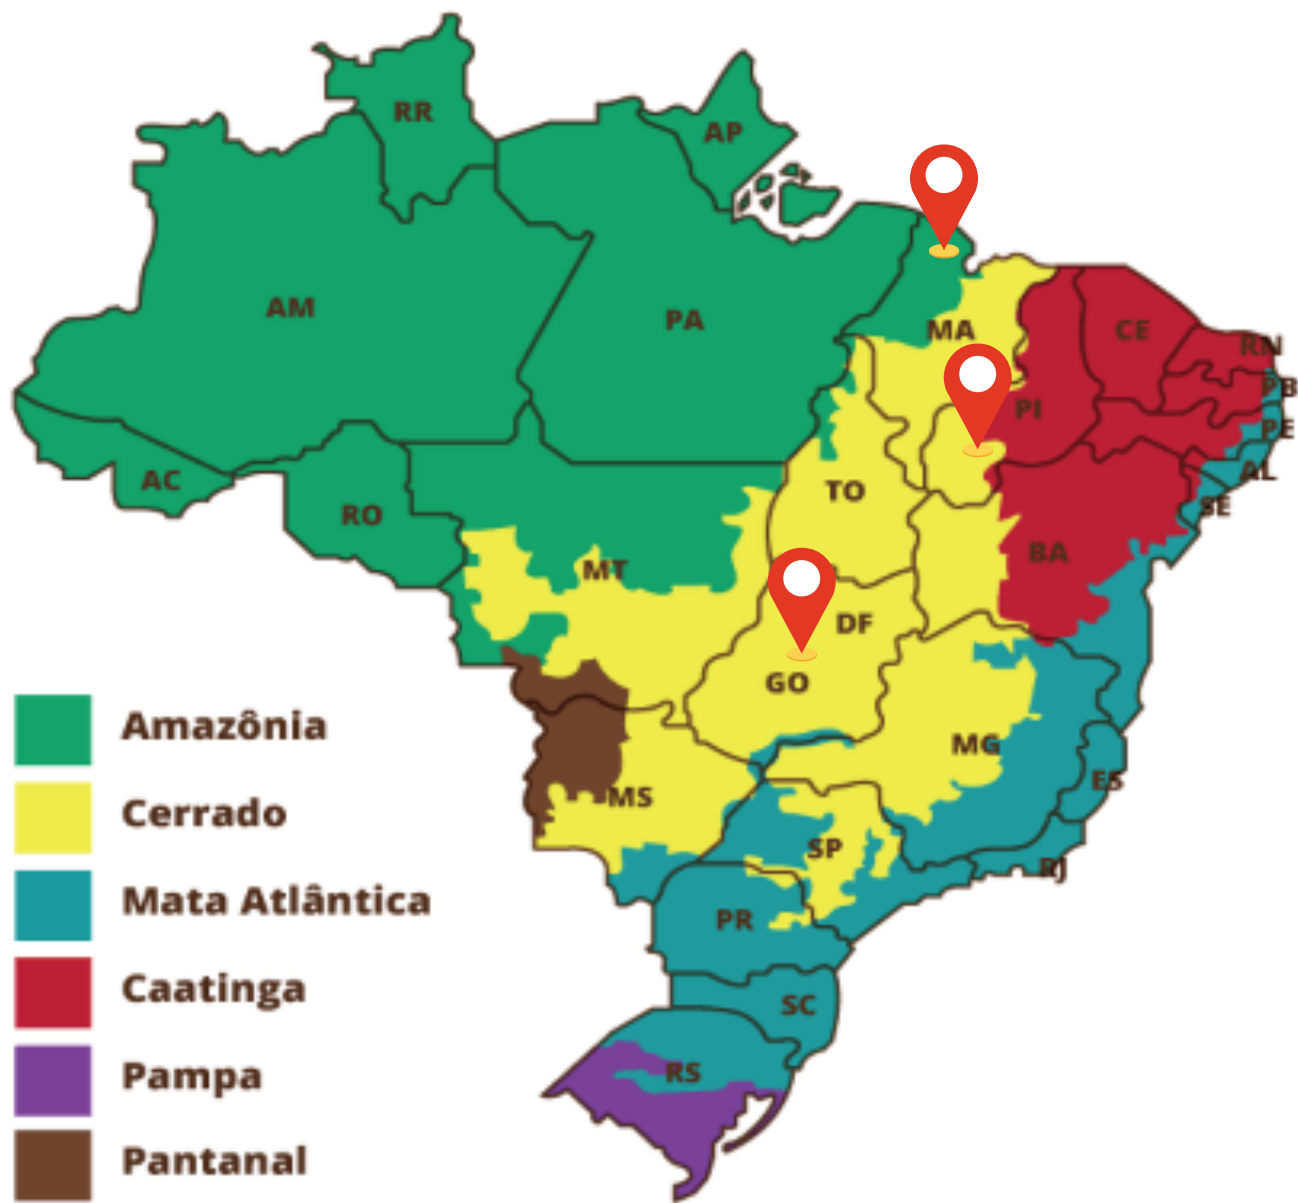 RR
AP
AM
PA
MA
CE
RN
PB
PI
PE
AC
AL
TO
SE
RO
BA
MT
DF
GO
MG
ES
MS
SP
RJ
PR
SC
RS
Amazônia
Cerrado
Mata Atlântica
Caatinga
Pampa
Pantanal